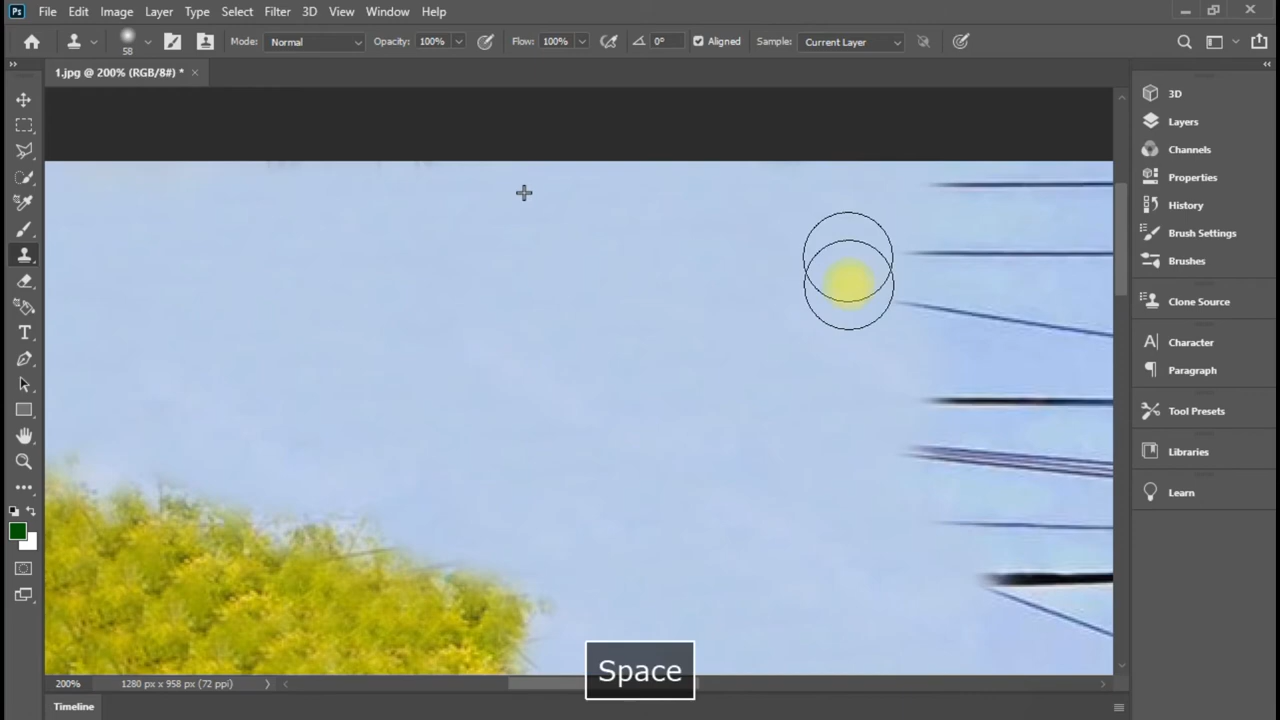 Ps File Edit Image Layer Type Select Filter 3D View Window Help
58 Mode: Normal Opacity: 100% Flow: 100% 0° Aligned Sample: Current Layer
1.jpg @ 200% (RGB/8#) * ×
3D
Layers
Channels
Properties
History
Brush Settings
Brushes
Clone Source
Character
Paragraph
Tool Presets
Libraries
Learn
Space
200% 1280 px x 958 px (72 ppi)
Timeline